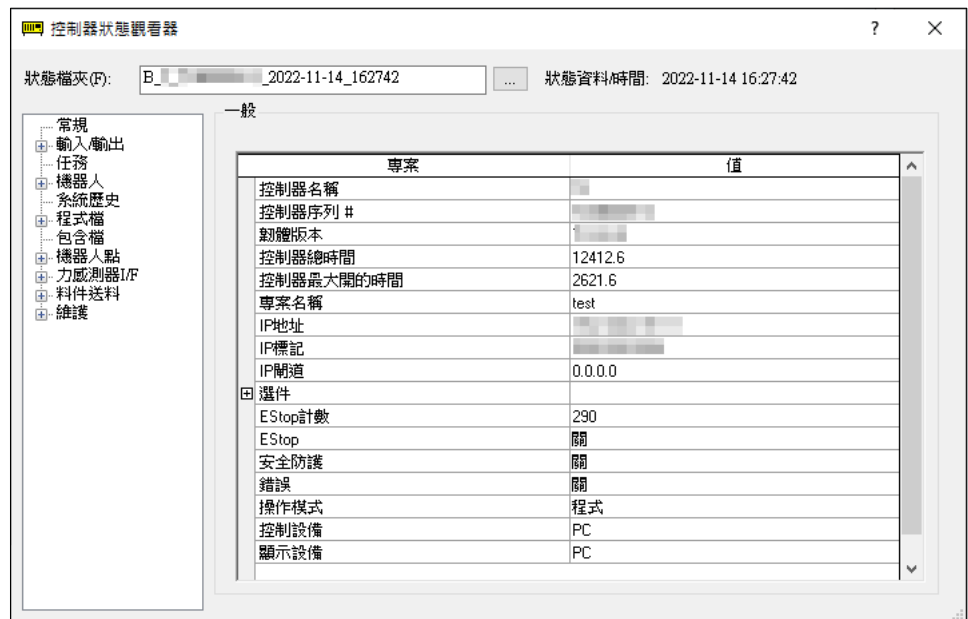 控制器狀態觀看器 ?
狀態檔夾(F): B_ _2022-11-14_162742 ... 狀態資料/時間: 2022-11-14 16:27:42
常規
輸入/輸出
任務
機器人
系統歷史
程式檔
包含檔
機器人點
力感測器I/F
料件送料
維護
一般
專案 值
控制器名稱
控制器序列 #
韌體版本
控制器總時間 12412.6
控制器最大開的時間 2621.6
專案名稱 test
IP地址
IP標記
IP閘道 0.0.0.0
選件
EStop計數 290
EStop 關
安全防護 關
錯誤 關
操作模式 程式
控制設備 PC
顯示設備 PC